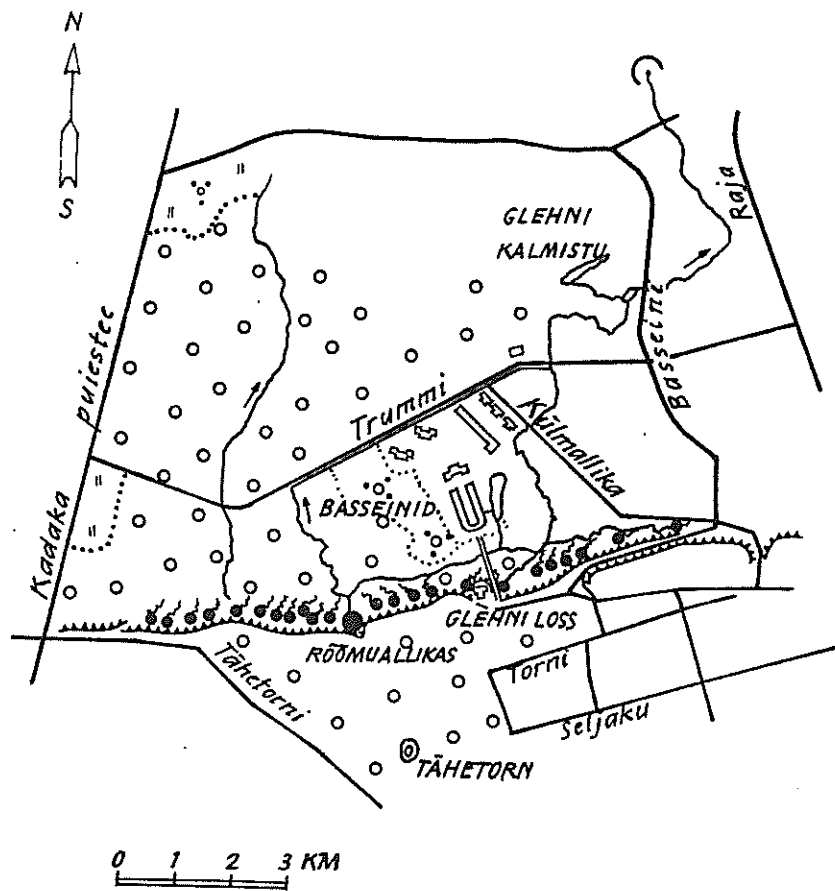 N
S
GLEHNI
KALMISTU
Raja
Basseini
puiestee
Kadaka
Trummi
Külmallika
BASSEINID
GLEHNI LOSS
RÕÕMUALLIKAS
Tähetorni
Torni
Seljaku
TÄHETORN
0 1 2 3 KM